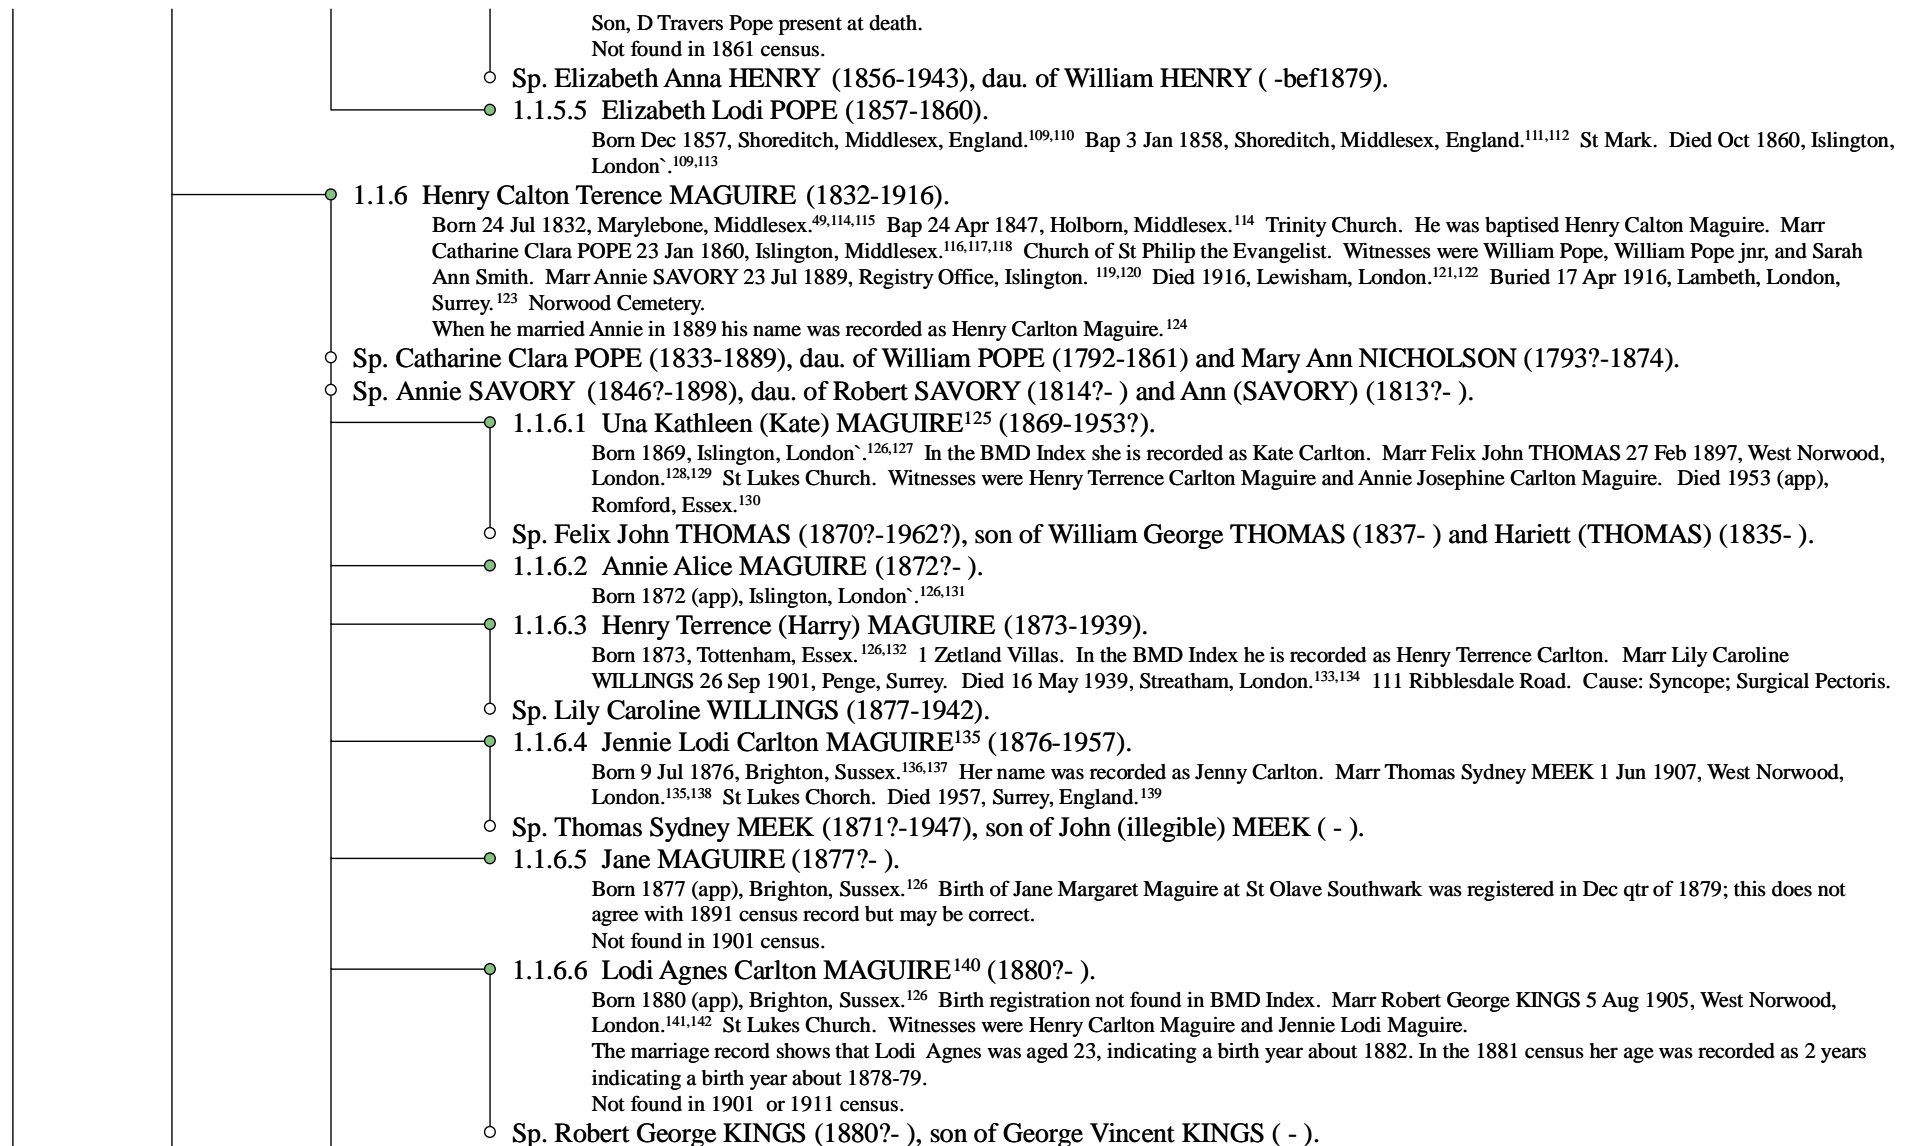 Son, D Travers Pope present at death.
Not found in 1861 census.
Sp. Elizabeth Anna HENRY (1856-1943), dau. of William HENRY ( -bef1879).
1.1.5.5 Elizabeth Lodi POPE (1857-1860).
Born Dec 1857, Shoreditch, Middlesex, England.109,110 Bap 3 Jan 1858, Shoreditch, Middlesex, England.111,112 St Mark. Died Oct 1860, Islington,
London`.109,113
1.1.6 Henry Calton Terence MAGUIRE (1832-1916).
Born 24 Jul 1832, Marylebone, Middlesex.49,114,115 Bap 24 Apr 1847, Holborn, Middlesex.114 Trinity Church. He was baptised Henry Calton Maguire. Marr
Catharine Clara POPE 23 Jan 1860, Islington, Middlesex.116,117,118 Church of St Philip the Evangelist. Witnesses were William Pope, William Pope jnr, and Sarah
Ann Smith. Marr Annie SAVORY 23 Jul 1889, Registry Office, Islington. 119,120 Died 1916, Lewisham, London.121,122 Buried 17 Apr 1916, Lambeth, London,
Surrey.123 Norwood Cemetery.
When he married Annie in 1889 his name was recorded as Henry Carlton Maguire.124
Sp. Catharine Clara POPE (1833-1889), dau. of William POPE (1792-1861) and Mary Ann NICHOLSON (1793?-1874).
Sp. Annie SAVORY (1846?-1898), dau. of Robert SAVORY (1814?- ) and Ann (SAVORY) (1813?- ).
1.1.6.1 Una Kathleen (Kate) MAGUIRE125 (1869-1953?).
Born 1869, Islington, London`.126,127 In the BMD Index she is recorded as Kate Carlton. Marr Felix John THOMAS 27 Feb 1897, West Norwood,
London.128,129 St Lukes Church. Witnesses were Henry Terrence Carlton Maguire and Annie Josephine Carlton Maguire. Died 1953 (app),
Romford, Essex.130
Sp. Felix John THOMAS (1870?-1962?), son of William George THOMAS (1837- ) and Hariett (THOMAS) (1835- ).
1.1.6.2 Annie Alice MAGUIRE (1872?- ).
Born 1872 (app), Islington, London`.126,131
1.1.6.3 Henry Terrence (Harry) MAGUIRE (1873-1939).
Born 1873, Tottenham, Essex.126,132 1 Zetland Villas. In the BMD Index he is recorded as Henry Terrence Carlton. Marr Lily Caroline
WILLINGS 26 Sep 1901, Penge, Surrey. Died 16 May 1939, Streatham, London.133,134 111 Ribblesdale Road. Cause: Syncope; Surgical Pectoris.
Sp. Lily Caroline WILLINGS (1877-1942).
1.1.6.4 Jennie Lodi Carlton MAGUIRE135 (1876-1957).
Born 9 Jul 1876, Brighton, Sussex.136,137 Her name was recorded as Jenny Carlton. Marr Thomas Sydney MEEK 1 Jun 1907, West Norwood,
London.135,138 St Lukes Chorch. Died 1957, Surrey, England.139
Sp. Thomas Sydney MEEK (1871?-1947), son of John (illegible) MEEK ( - ).
1.1.6.5 Jane MAGUIRE (1877?- ).
Born 1877 (app), Brighton, Sussex.126 Birth of Jane Margaret Maguire at St Olave Southwark was registered in Dec qtr of 1879; this does not
agree with 1891 census record but may be correct.
Not found in 1901 census.
1.1.6.6 Lodi Agnes Carlton MAGUIRE140 (1880?- ).
Born 1880 (app), Brighton, Sussex.126 Birth registration not found in BMD Index. Marr Robert George KINGS 5 Aug 1905, West Norwood,
London.141,142 St Lukes Church. Witnesses were Henry Carlton Maguire and Jennie Lodi Maguire.
The marriage record shows that Lodi Agnes was aged 23, indicating a birth year about 1882. In the 1881 census her age was recorded as 2 years
indicating a birth year about 1878-79.
Not found in 1901 or 1911 census.
Sp. Robert George KINGS (1880?- ), son of George Vincent KINGS ( - ).